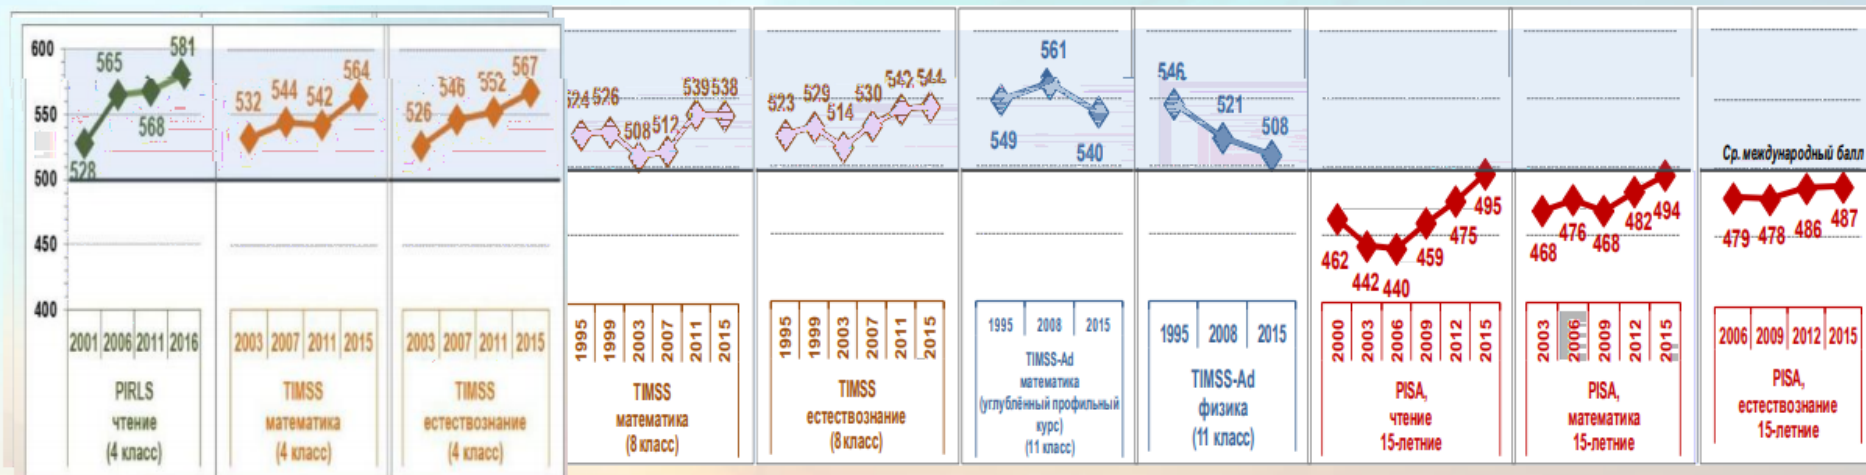 600
550
500
450
400
528
565
568
581
2001 2006 2011 2016
PIRLS
чтение
(4 класс)
532
544
542
564
2003 2007 2011 2015
TIMSS
математика
(4 класс)
526
546
552
567
2003 2007 2011 2015
TIMSS
естествознание
(4 класс)
524 526
508
512
539 538
1995 1999 2003 2007 2011 2015
TIMSS
математика
(8 класс)
523
529
514
530
542
544
1995 1999 2003 2007 2011 2015
TIMSS
естествознание
(8 класс)
549
561
540
1995 2008 2015
TIMSS-Ad
математика
(углублённый профильный
курс)
(11 класс)
546
521
508
1995 2008 2015
TIMSS-Ad
физика
(11 класс)
462
442
440
459
475
495
2000 2003 2006 2009 2012 2015
PISA,
чтение
15-летние
468
476
468
482
494
2003 2006 2009 2012 2015
PISA,
математика
15-летние
Ср. международный балл
479
478
486
487
2006 2009 2012 2015
PISA,
естествознание
15-летние